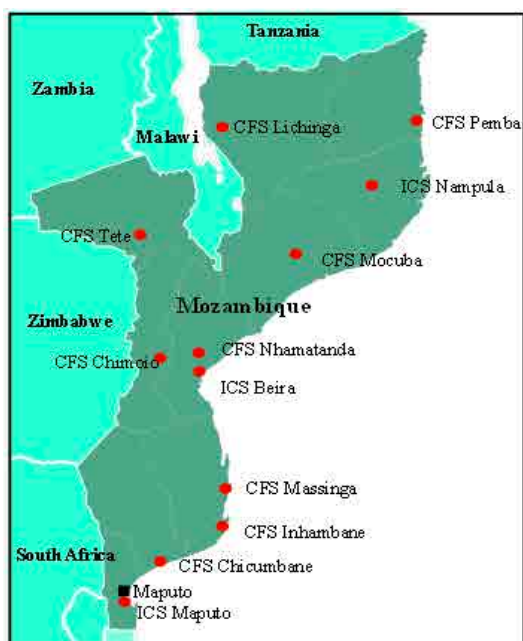 Tanzania
Zambia
CFS Pemba
CFS Lichinga
Malawi
ICS Nampula
CFS Tete
CFS Mocuba
Mozambique
Zimbabwe
CFS Nhamatanda
CFS Chimoio
ICS Beira
CFS Massinga
CFS Inhambane
South Africa
CFS Chicumbane
Maputo
ICS Maputo